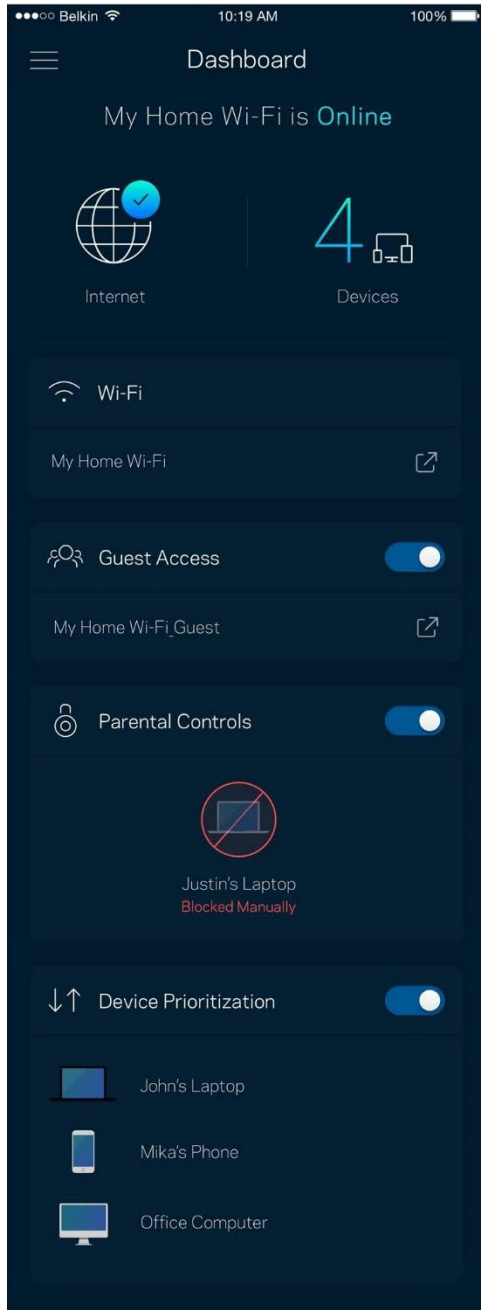 Belkin 10:19 AM 100%
Dashboard
My Home Wi-Fi is Online
4
Internet Devices
Wi-Fi
My Home Wi-Fi
Guest Access
My Home Wi-Fi_Guest
Parental Controls
Justin's Laptop
Blocked Manually
Device Prioritization
John's Laptop
Mika's Phone
Office Computer